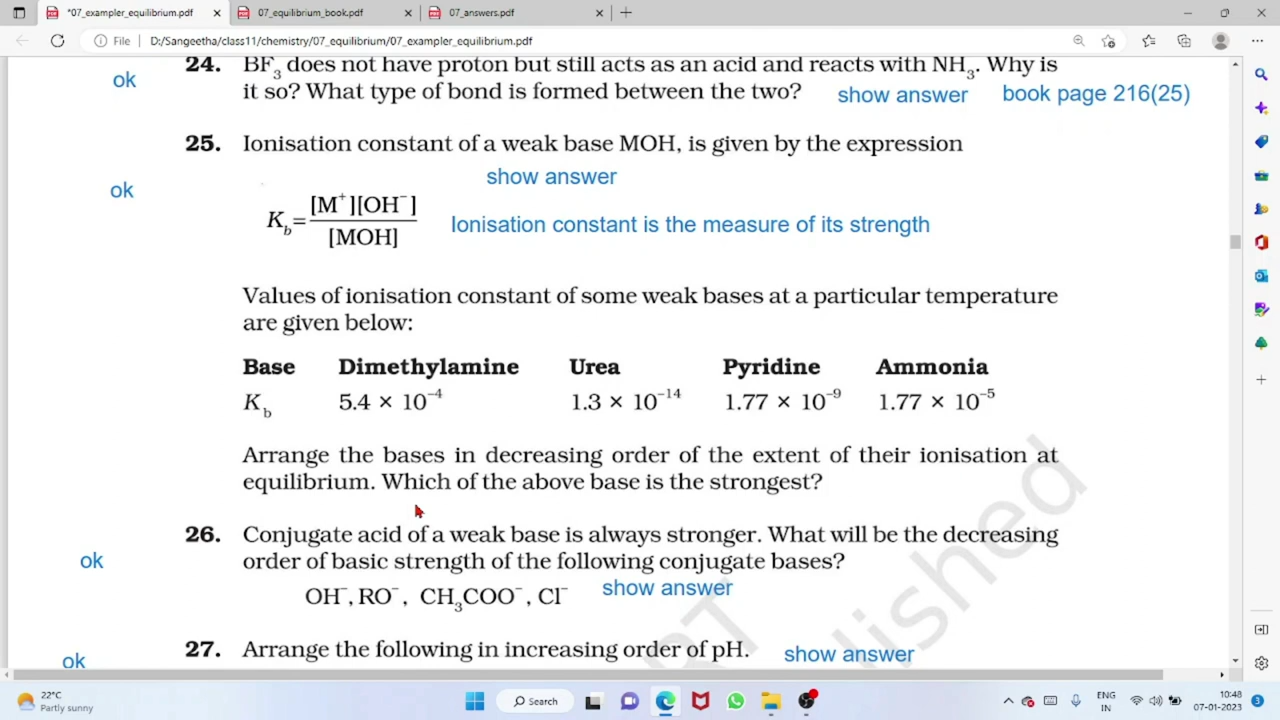 *07_exampler_equilibrium.pdf
07_equilibrium_book.pdf
07_answers.pdf
File
D:/Sangeetha/class11/chemistry/07_equilibrium/07_exampler_equilibrium.pdf
ok
24. BF₃ does not have proton but still acts as an acid and reacts with NH₃. Why is
it so? What type of bond is formed between the two? show answer book page 216(25)
25. Ionisation constant of a weak base MOH, is given by the expression
show answer
ok
K_b = [M⁺][OH⁻] / [MOH]
Ionisation constant is the measure of its strength
Values of ionisation constant of some weak bases at a particular temperature
are given below:
Base Dimethylamine Urea Pyridine Ammonia
K_b 5.4 × 10⁻⁴ 1.3 × 10⁻¹⁴ 1.77 × 10⁻⁹ 1.77 × 10⁻⁵
Arrange the bases in decreasing order of the extent of their ionisation at
equilibrium. Which of the above base is the strongest?
26. Conjugate acid of a weak base is always stronger. What will be the decreasing
ok order of basic strength of the following conjugate bases?
OH⁻, RO⁻, CH₃COO⁻, Cl⁻ show answer
27. Arrange the following in increasing order of pH. show answer
ok
lished
RT
22°C
Partly sunny
Search
ENG
IN
10:48
07-01-2023
3